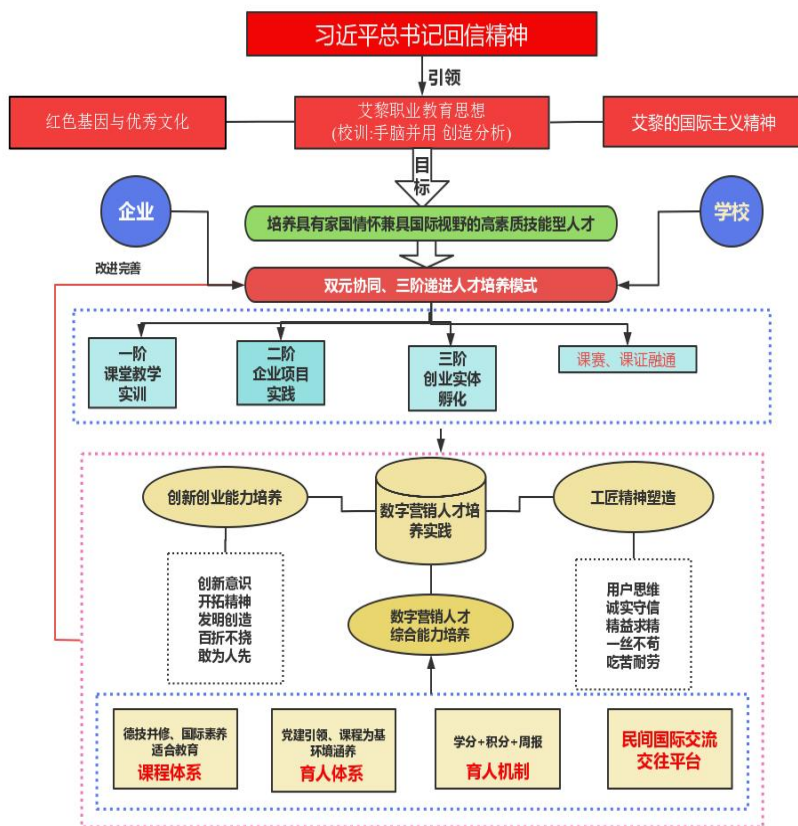 习近平总书记回信精神
引领
红色基因与优秀文化
艾黎职业教育思想
(校训:手脑并用 创造分析)
艾黎的国际主义精神
目
标
企业
学校
培养具有家国情怀兼具国际视野的高素质技能型人才
改进完善
双元协同、三阶递进人才培养模式
一阶
课堂教学
实训
二阶
企业项目
实践
三阶
创业实体
孵化
课赛、课证融通
创新创业能力培养
数字营销人才培
养实践
工匠精神塑造
创新意识
开拓精神
发明创造
百折不挠
敢为人先
数字营销人才
综合能力培养
用户思维
诚实守信
精益求精
一丝不苟
吃苦耐劳
德技并修、国际素养
适合教育
课程体系
党建引领、课程为基
环境涵养
育人体系
学分+积分+周报
育人机制
民间国际交流
交往平台